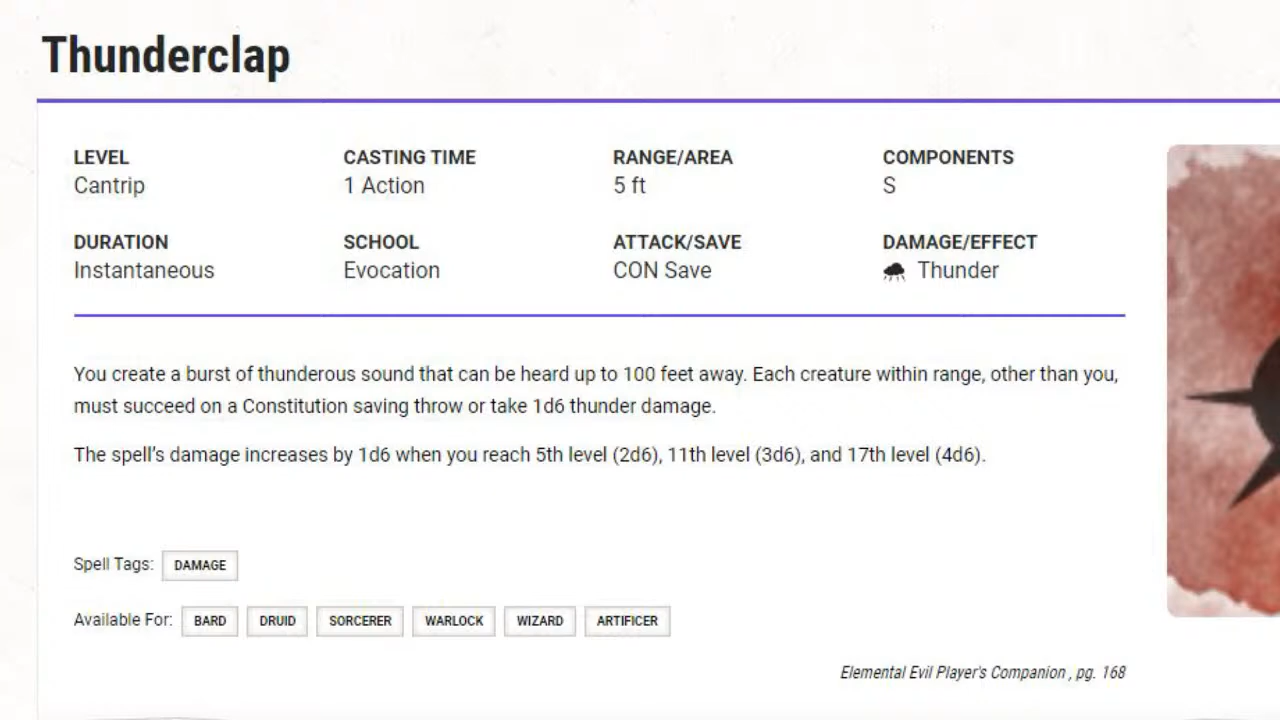 Thunderclap
LEVEL
Cantrip
CASTING TIME
1 Action
RANGE/AREA
5 ft
COMPONENTS
S
DURATION
Instantaneous
SCHOOL
Evocation
ATTACK/SAVE
CON Save
DAMAGE/EFFECT
Thunder
You create a burst of thunderous sound that can be heard up to 100 feet away. Each creature within range, other than you,
must succeed on a Constitution saving throw or take 1d6 thunder damage.
The spell’s damage increases by 1d6 when you reach 5th level (2d6), 11th level (3d6), and 17th level (4d6).
Spell Tags: DAMAGE
Available For: BARD DRUID SORCERER WARLOCK WIZARD ARTIFICER
Elemental Evil Player's Companion , pg. 168